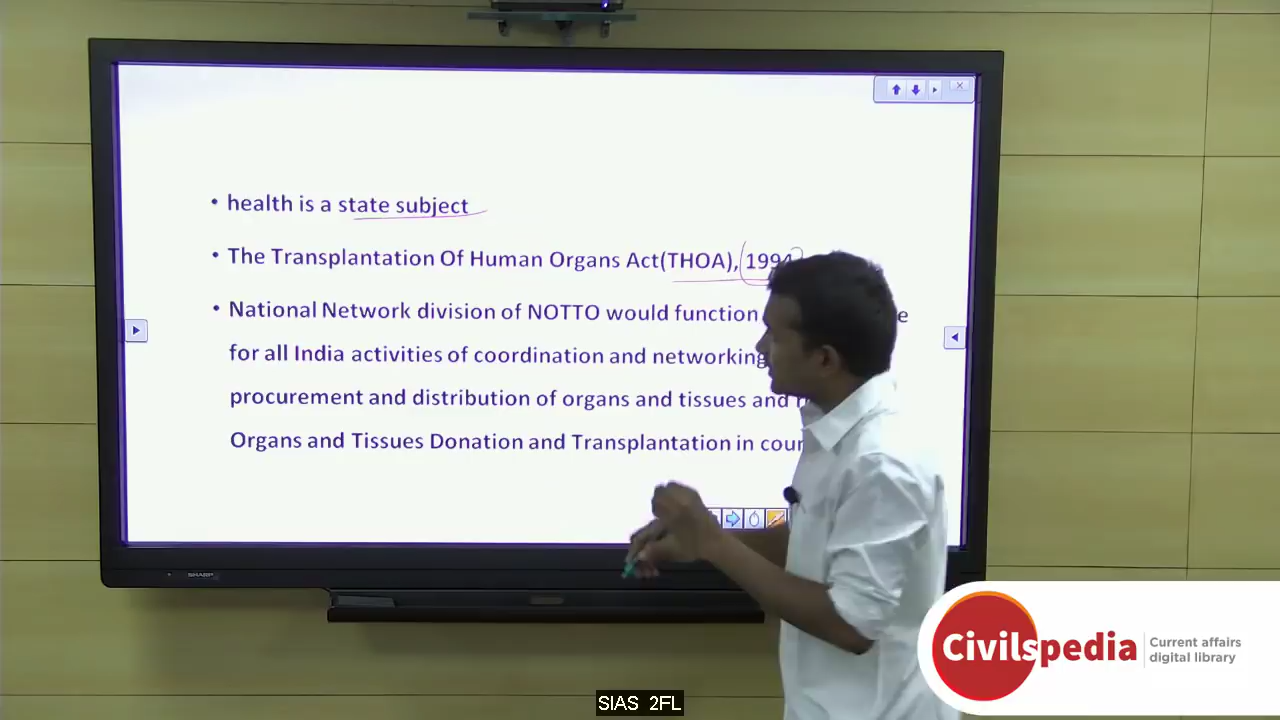 • health is a state subject
• The Transplantation Of Human Organs Act(THOA), 1994
• National Network division of NOTTO would function e
for all India activities of coordination and networking
procurement and distribution of organs and tissues and
Organs and Tissues Donation and Transplantation in
SHARP
Civilspedia
Current affairs
digital library
SIAS 2FL